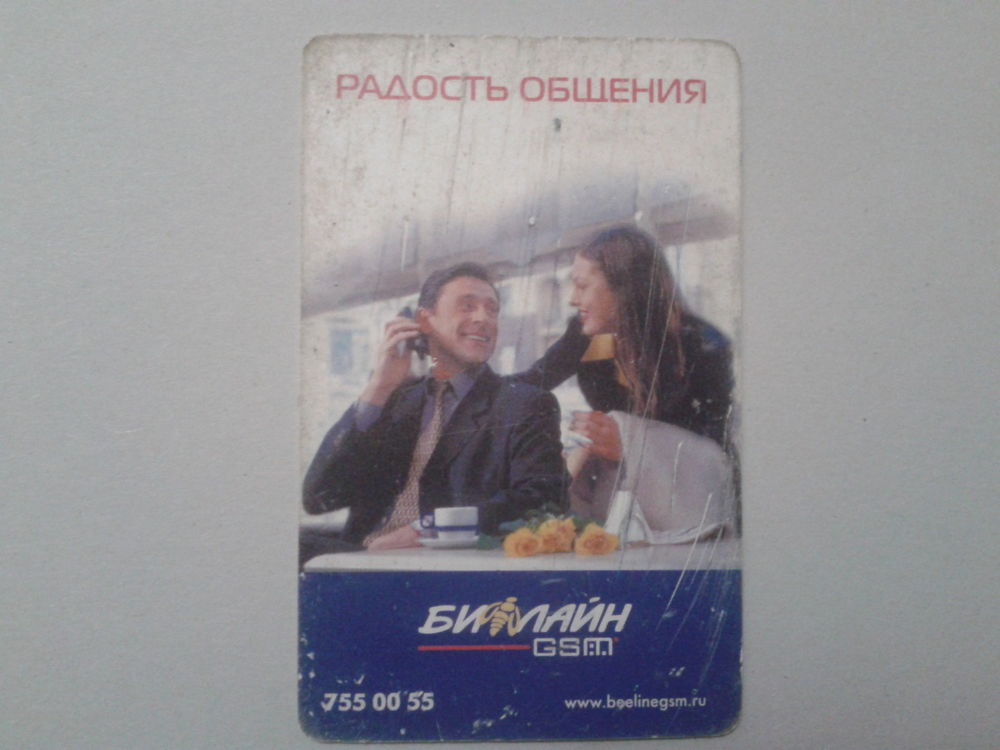 РАДОСТЬ ОБЩЕНИЯ
БИЛАЙН
GSM
755 00 55
www.beelinegsm.ru